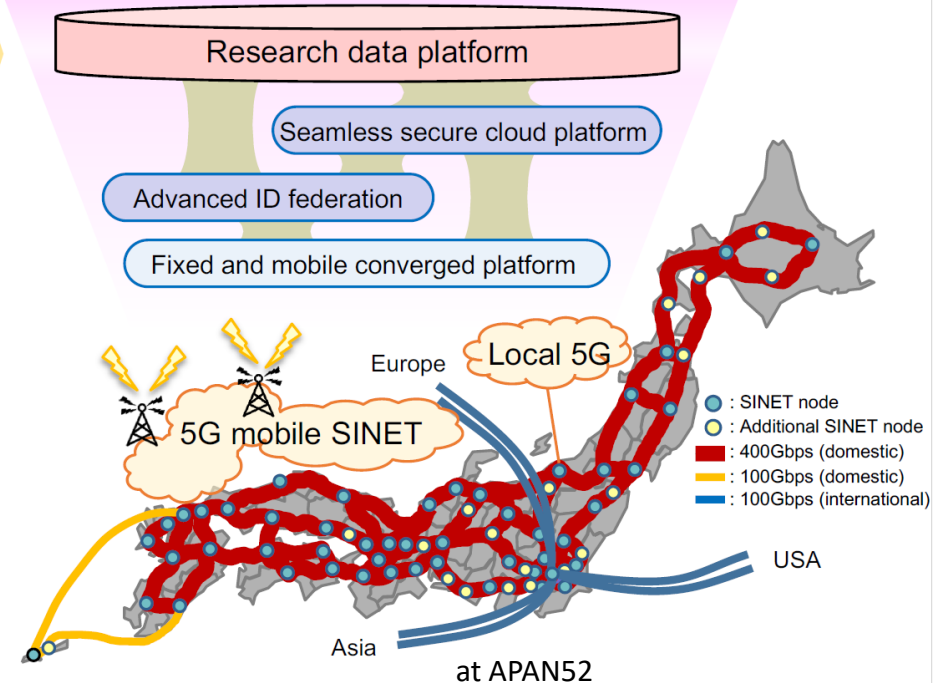 Research data platform
Seamless secure cloud platform
Advanced ID federation
Fixed and mobile converged platform
Europe
Local 5G
5G mobile SINET
: SINET node
: Additional SINET node
: 400Gbps (domestic)
: 100Gbps (domestic)
: 100Gbps (international)
USA
Asia
at APAN52